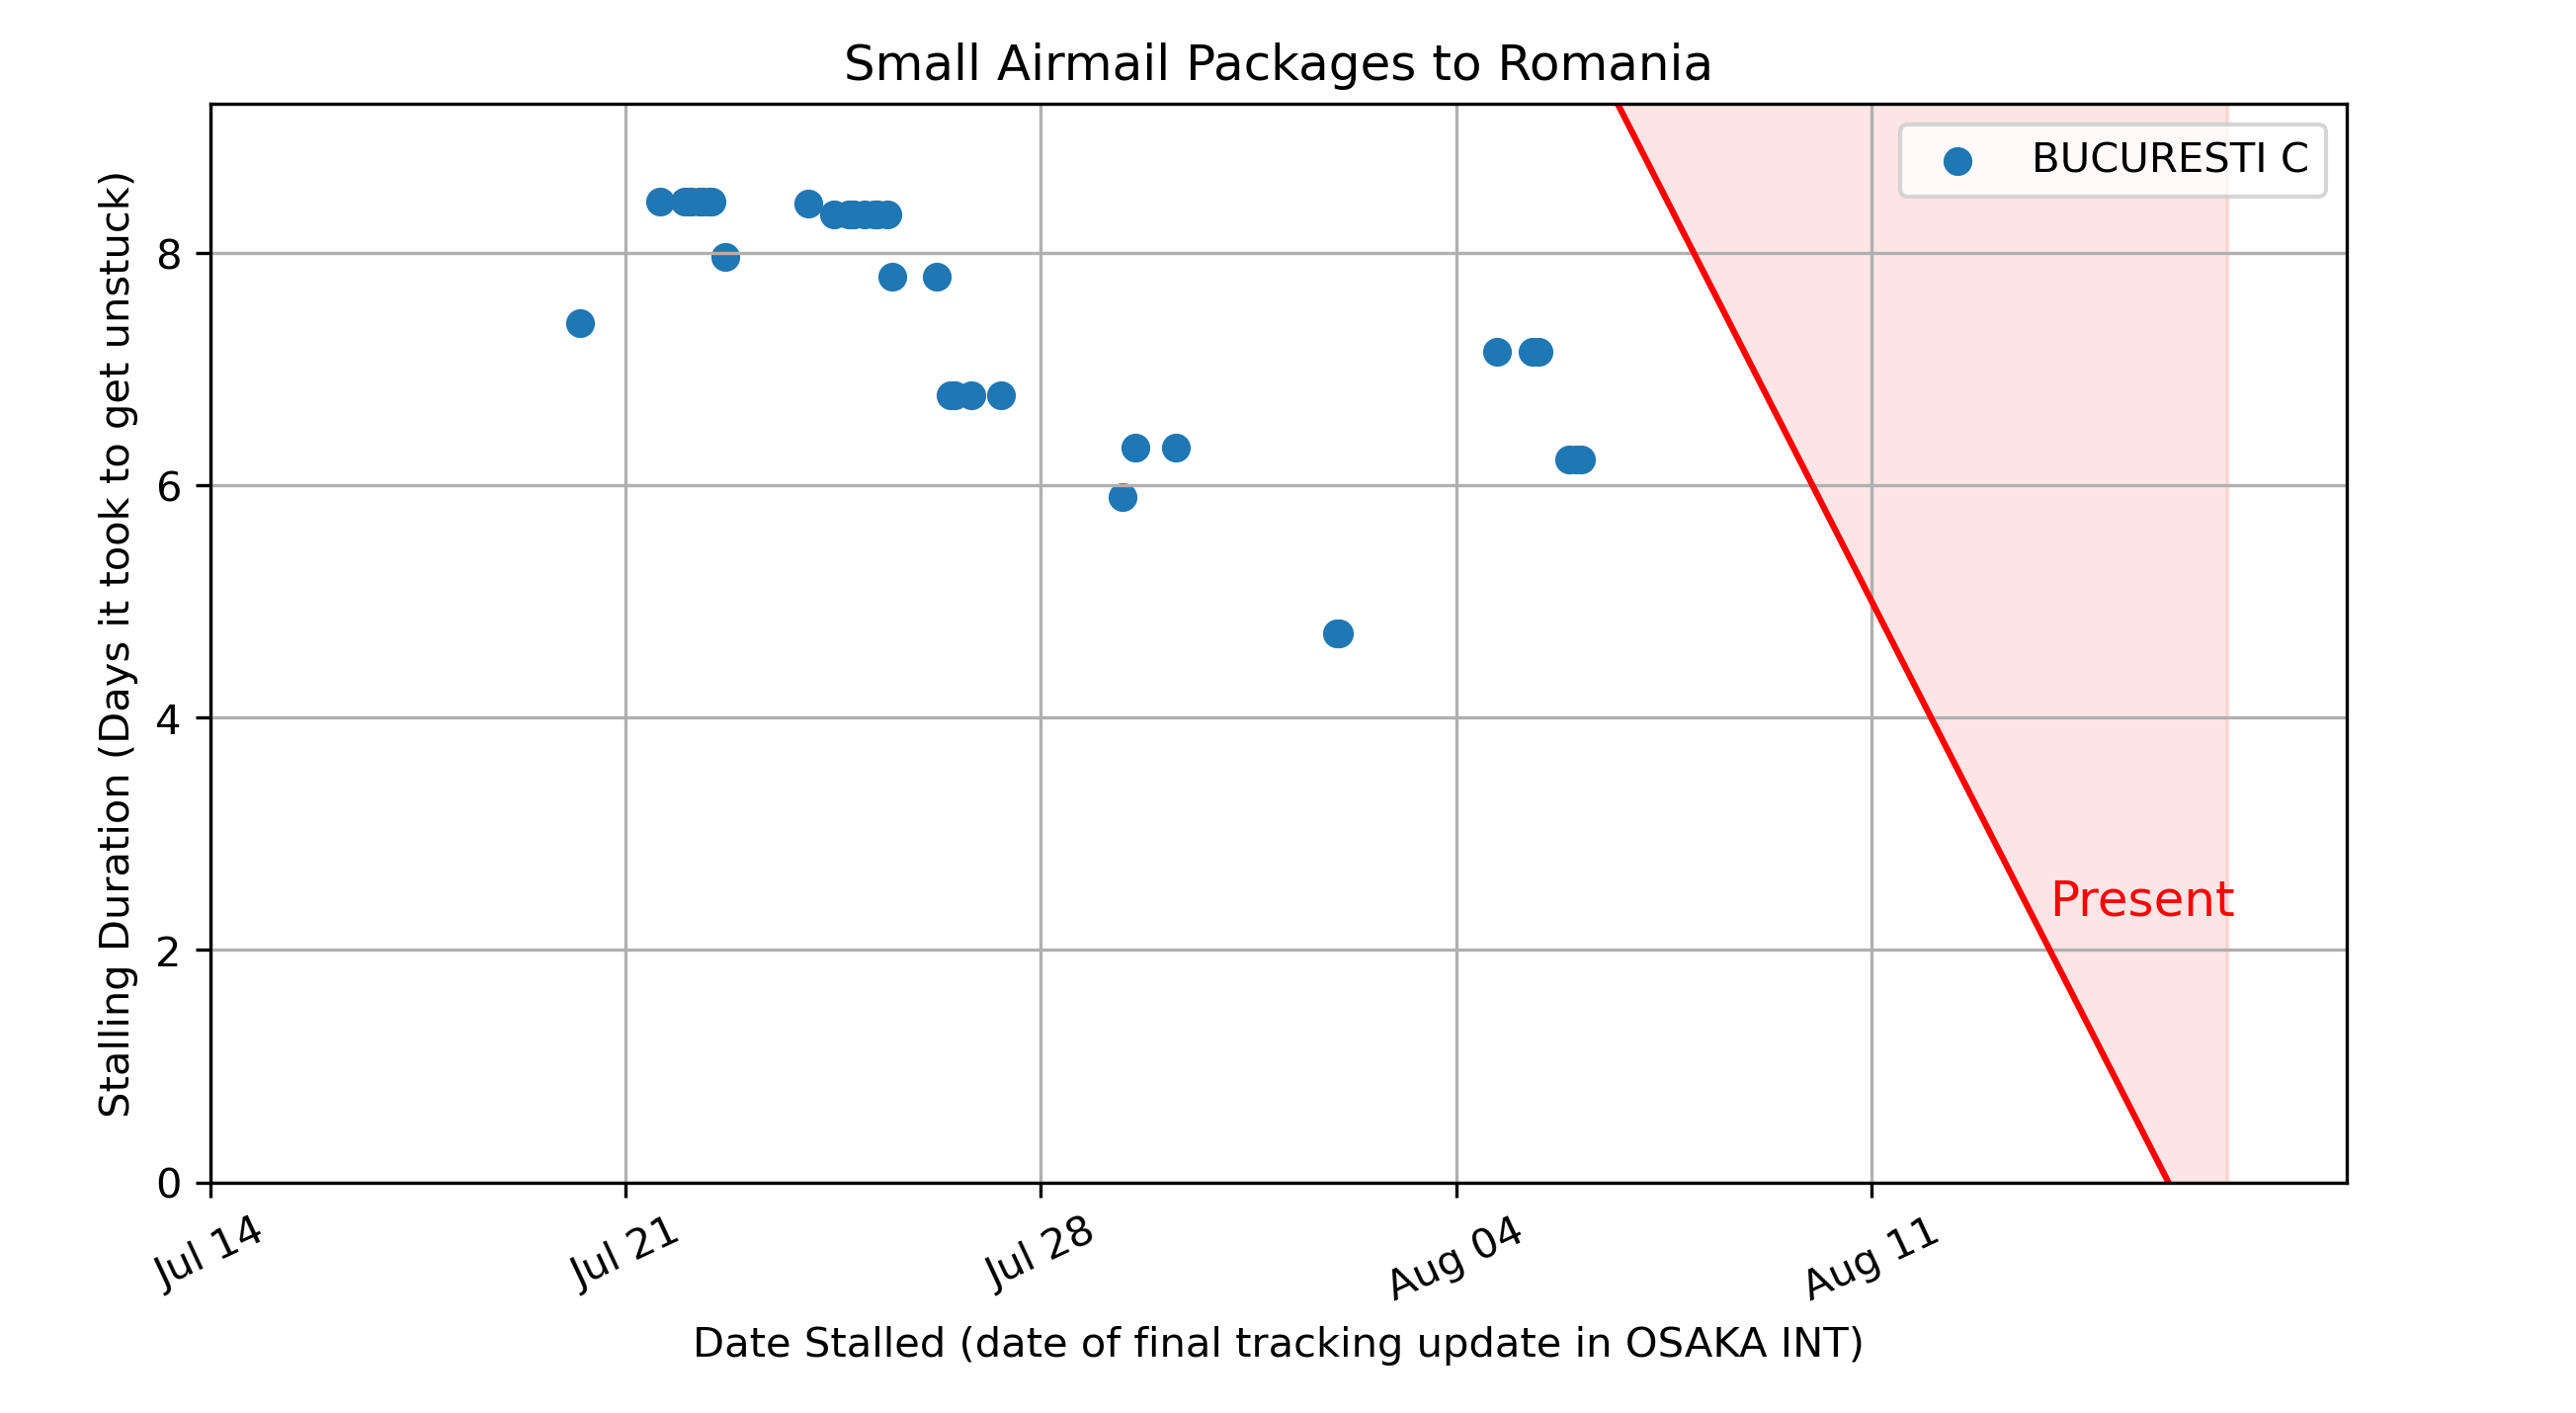 Small Airmail Packages to Romania
BUCURESTI C
Stalling Duration (Days it took to get unstuck)
8
6
4
2
0
Present
Jul 14
Jul 21
Jul 28
Aug 04
Aug 11
Date Stalled (date of final tracking update in OSAKA INT)